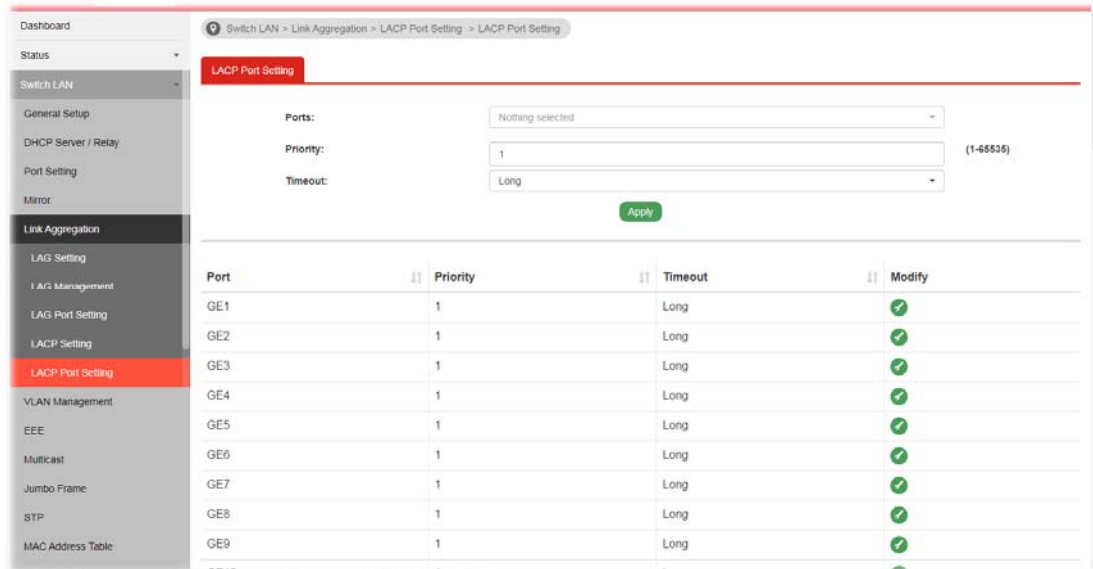 Dashboard
Status
Switch LAN
General Setup
DHCP Server / Relay
Port Setting
Mirror
Link Aggregation
LAG Setting
LAG Management
LAG Port Setting
LACP Setting
LACP Port Setting
VLAN Management
EEE
Multicast
Jumbo Frame
STP
MAC Address Table
Switch LAN > Link Aggregation > LACP Port Setting > LACP Port Setting
LACP Port Setting
Ports: Nothing selected
Priority: 1 (1-65535)
Timeout: Long
Apply
Port Priority Timeout Modify
GE1 1 Long
GE2 1 Long
GE3 1 Long
GE4 1 Long
GE5 1 Long
GE6 1 Long
GE7 1 Long
GE8 1 Long
GE9 1 Long